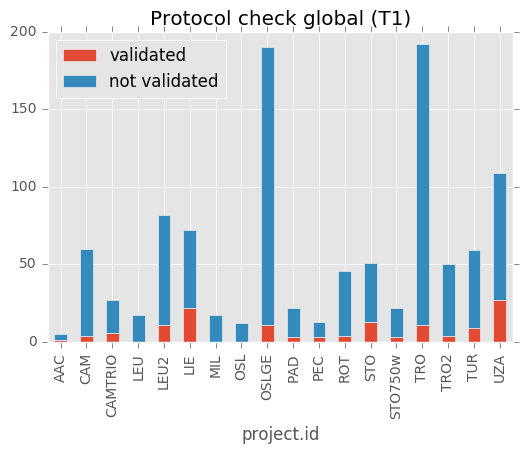 Protocol check global (T1)
validated
not validated
200
150
100
50
0
AAC
CAM
CAMTRIO
LEU
LEU2
LIE
MIL
OSL
OSLGE
PAD
PEC
ROT
STO
STO750w
TRO
TRO2
TUR
UZA
project.id